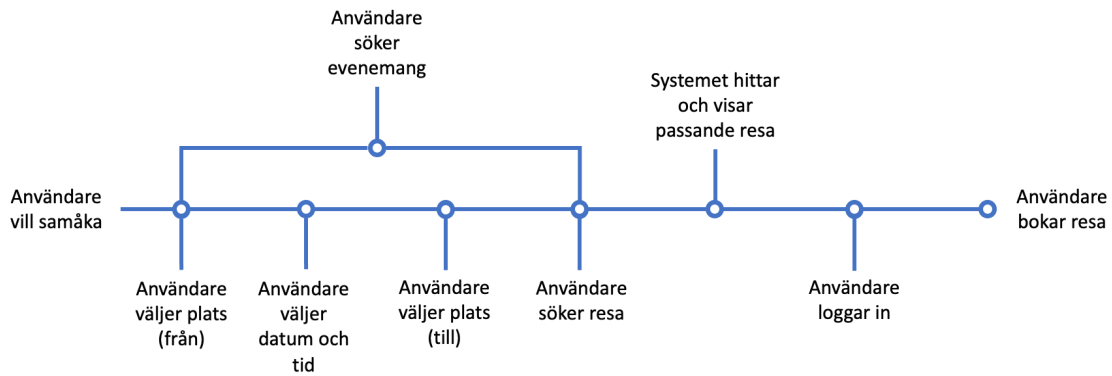 Användare
söker
evenemang
Systemet hittar
och visar
passande resa
Användare
vill samåka
Användare
bokar resa
Användare
väljer plats
(från)
Användare
väljer
datum och
tid
Användare
väljer plats
(till)
Användare
söker resa
Användare
loggar in